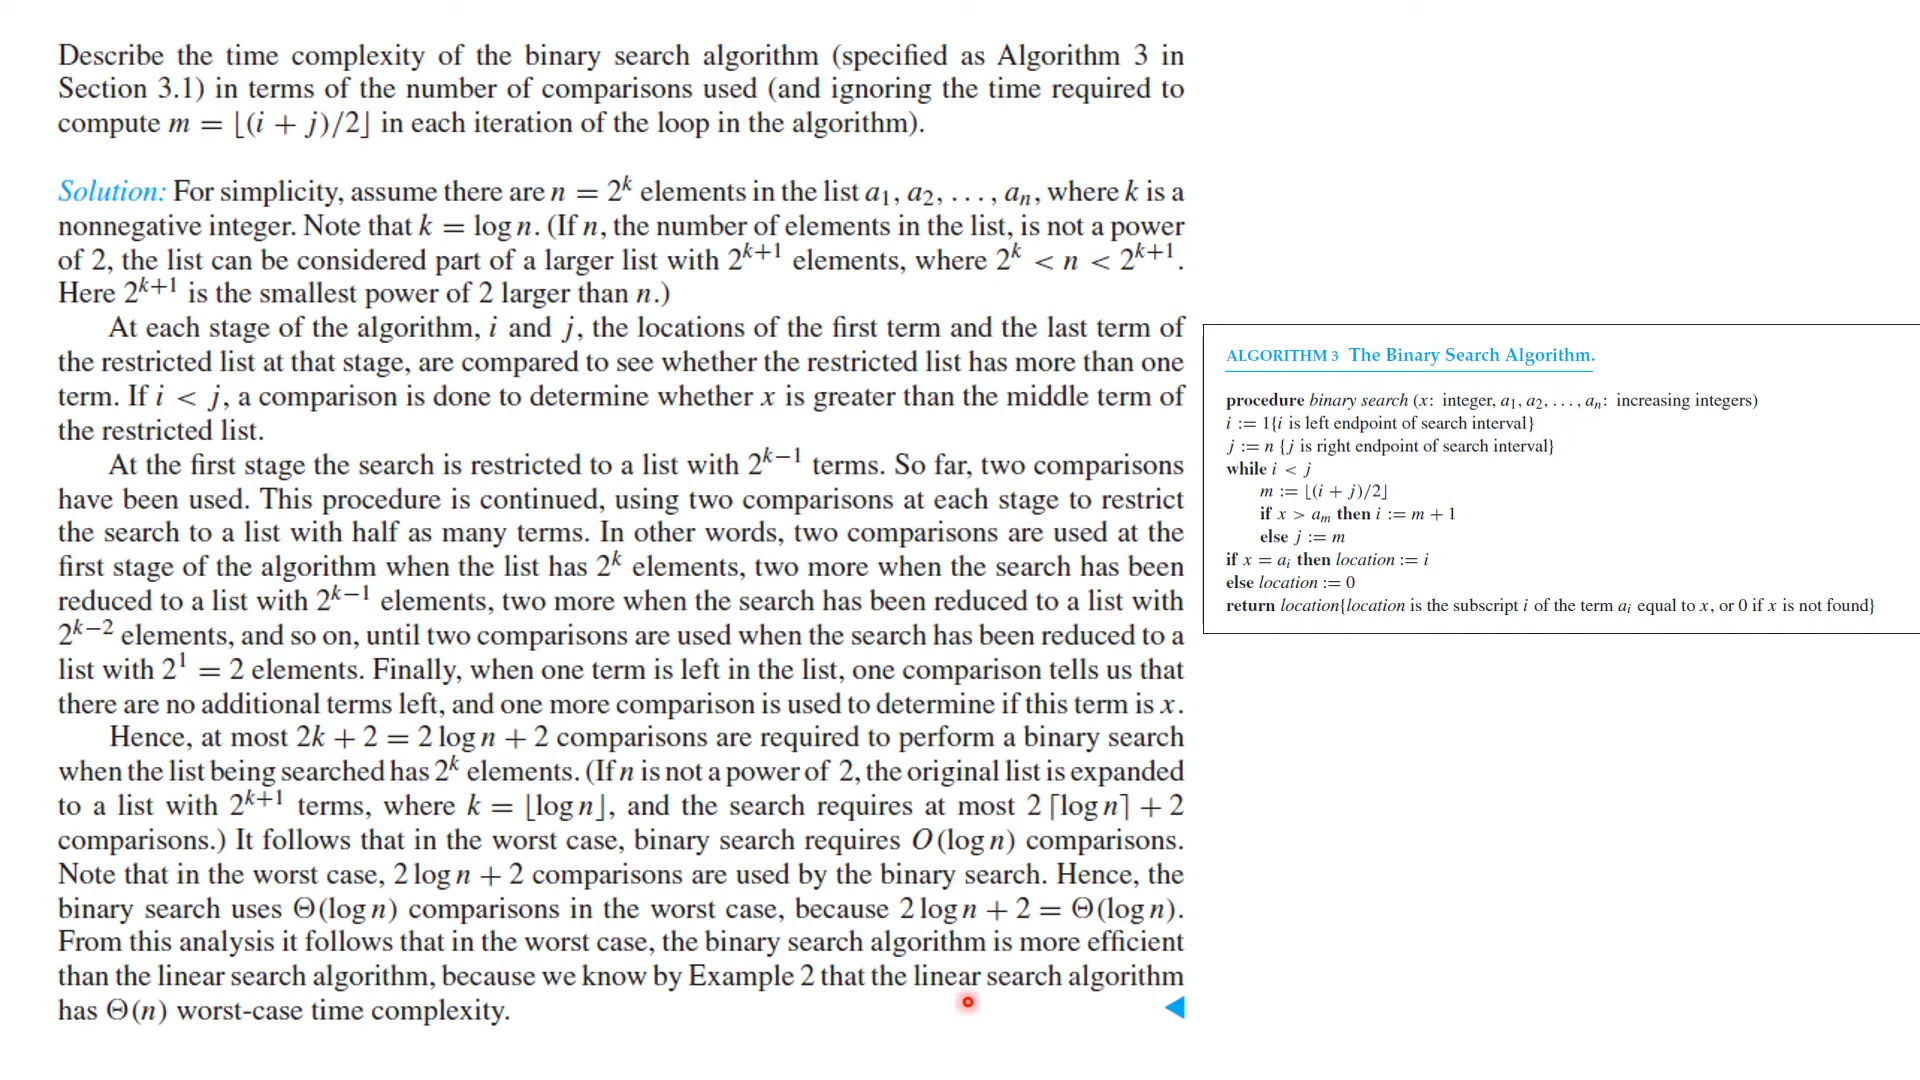 Describe the time complexity of the binary search algorithm (specified as Algorithm 3 in
Section 3.1) in terms of the number of comparisons used (and ignoring the time required to
compute m = ⌊(i + j)/2⌋ in each iteration of the loop in the algorithm).
Solution: For simplicity, assume there are n = 2^k elements in the list a₁, a₂, . . . , aₙ, where k is a
nonnegative integer. Note that k = log n. (If n, the number of elements in the list, is not a power
of 2, the list can be considered part of a larger list with 2^{k+1} elements, where 2^k < n < 2^{k+1}.
Here 2^{k+1} is the smallest power of 2 larger than n.)
At each stage of the algorithm, i and j, the locations of the first term and the last term of
the restricted list at that stage, are compared to see whether the restricted list has more than one
term. If i < j, a comparison is done to determine whether x is greater than the middle term of
the restricted list.
At the first stage the search is restricted to a list with 2^{k−1} terms. So far, two comparisons
have been used. This procedure is continued, using two comparisons at each stage to restrict
the search to a list with half as many terms. In other words, two comparisons are used at the
first stage of the algorithm when the list has 2^k elements, two more when the search has been
reduced to a list with 2^{k−1} elements, two more when the search has been reduced to a list with
2^{k−2} elements, and so on, until two comparisons are used when the search has been reduced to a
list with 2^1 = 2 elements. Finally, when one term is left in the list, one comparison tells us that
there are no additional terms left, and one more comparison is used to determine if this term is x.
Hence, at most 2k + 2 = 2 log n + 2 comparisons are required to perform a binary search
when the list being searched has 2^k elements. (If n is not a power of 2, the original list is expanded
to a list with 2^{k+1} terms, where k = ⌊log n⌋, and the search requires at most 2 ⌈log n⌉ + 2
comparisons.) It follows that in the worst case, binary search requires O(log n) comparisons.
Note that in the worst case, 2 log n + 2 comparisons are used by the binary search. Hence, the
binary search uses Θ(log n) comparisons in the worst case, because 2 log n + 2 = Θ(log n).
From this analysis it follows that in the worst case, the binary search algorithm is more efficient
than the linear search algorithm, because we know by Example 2 that the linear search algorithm
has Θ(n) worst-case time complexity.
ALGORITHM 3 The Binary Search Algorithm.
procedure binary search (x: integer, a₁, a₂, . . . , aₙ: increasing integers)
i := 1{i is left endpoint of search interval}
j := n {j is right endpoint of search interval}
while i < j
m := ⌊(i + j)/2⌋
if x > aₘ then i := m + 1
else j := m
if x = aᵢ then location := i
else location := 0
return location{location is the subscript i of the term aᵢ equal to x, or 0 if x is not found}